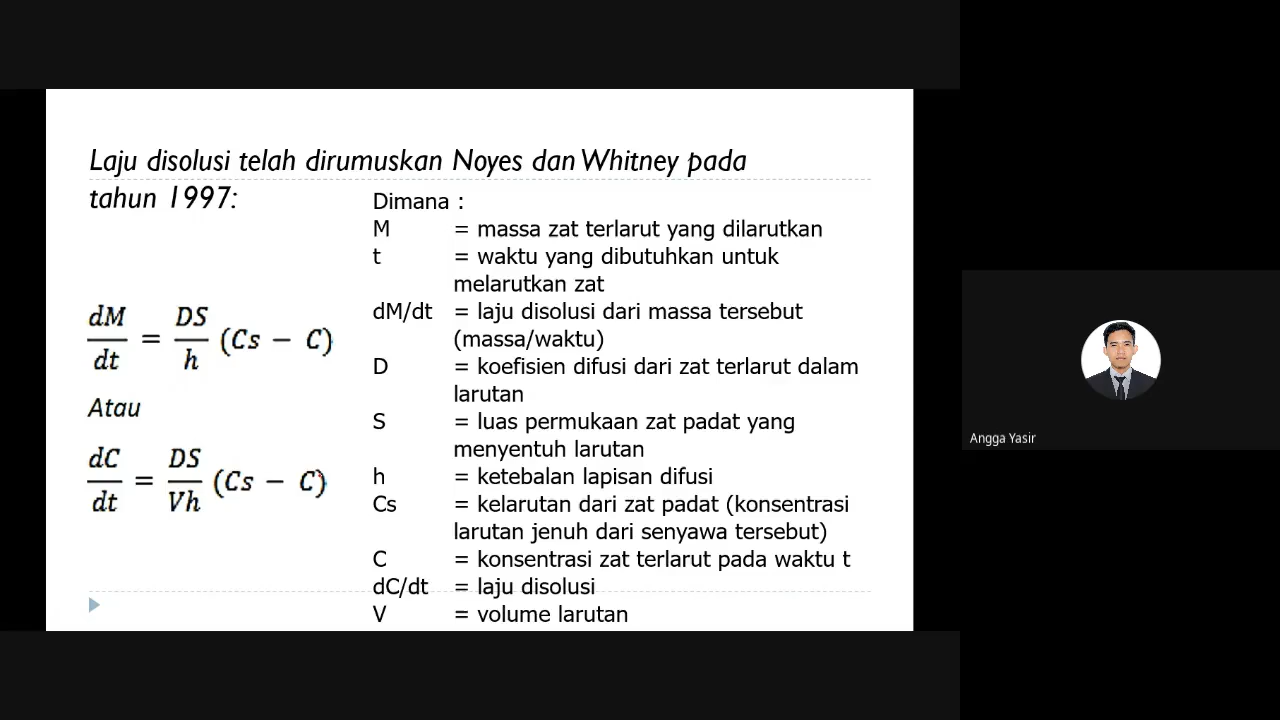 Laju disolusi telah dirumuskan Noyes dan Whitney pada
tahun 1997:
dM/dt = DS/h (Cs − C)
Atau
dC/dt = DS/Vh (Cs − C)
Dimana :
M = massa zat terlarut yang dilarutkan
t = waktu yang dibutuhkan untuk
melarutkan zat
dM/dt = laju disolusi dari massa tersebut
(massa/waktu)
D = koefisien difusi dari zat terlarut dalam
larutan
S = luas permukaan zat padat yang
menyentuh larutan
h = ketebalan lapisan difusi
Cs = kelarutan dari zat padat (konsentrasi
larutan jenuh dari senyawa tersebut)
C = konsentrasi zat terlarut pada waktu t
dC/dt = laju disolusi
V = volume larutan
Angga Yasir